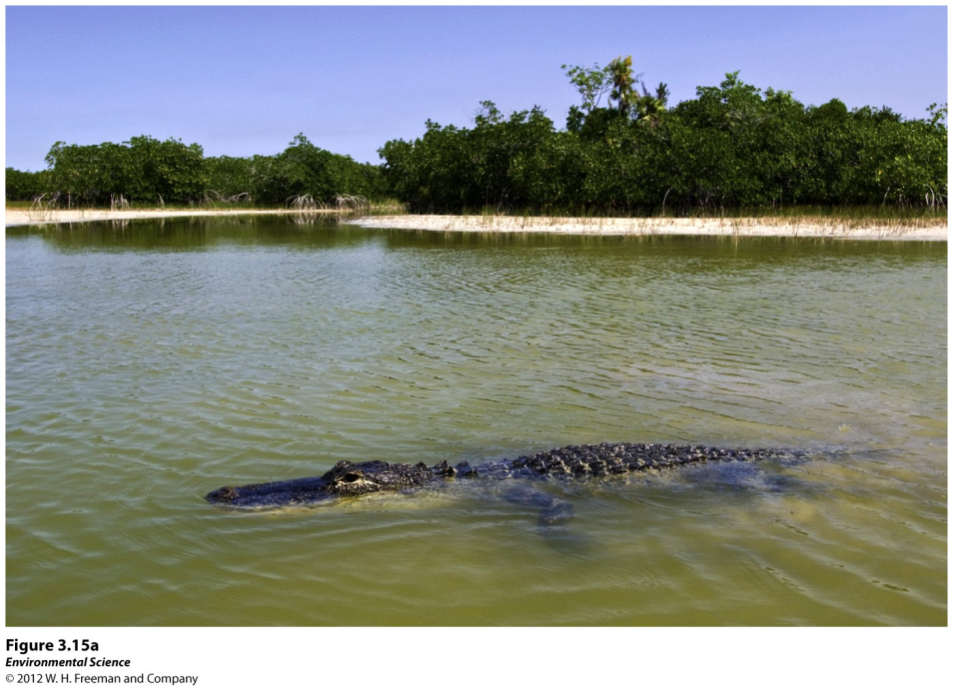 Figure 3.15a
Environmental Science
© 2012 W. H. Freeman and Company